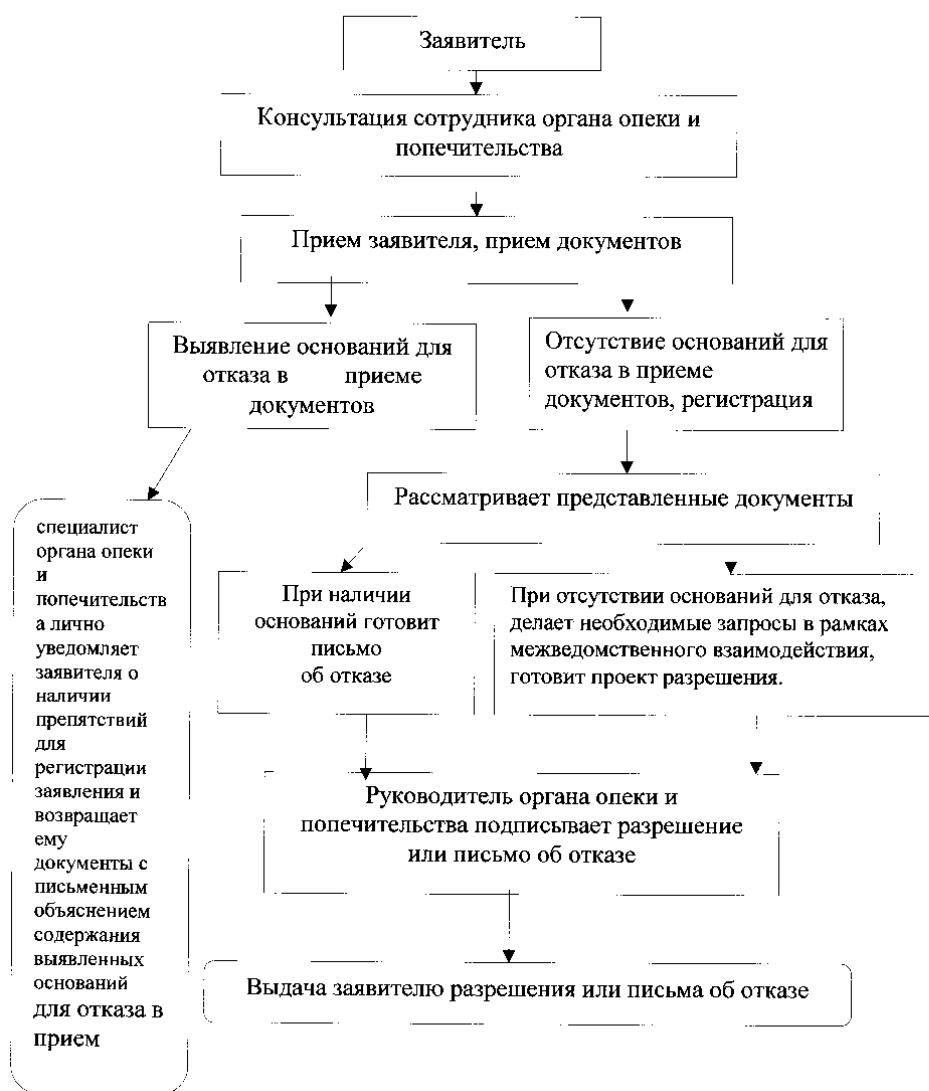 Заявитель
Консультация сотрудника органа опеки и
попечительства
Прием заявителя, прием документов
Выявление оснований для
отказа в приеме
документов
Отсутствие оснований для
отказа в приеме
документов, регистрация
Рассматривает представленные документы
специалист
органа опеки
и
попечительств
а лично
уведомляет
заявителя о
наличии
препятствий
для
регистрации
заявления и
возвращает
ему
документы с
письменным
объяснением
содержания
выявленных
оснований
для отказа в
прием
При наличии
оснований готовит
письмо
об отказе
При отсутствии оснований для отказа,
делает необходимые запросы в рамках
межведомственного взаимодействия,
готовит проект разрешения.
Руководитель органа опеки и
попечительства подписывает разрешение
или письмо об отказе
Выдача заявителю разрешения или письма об отказе